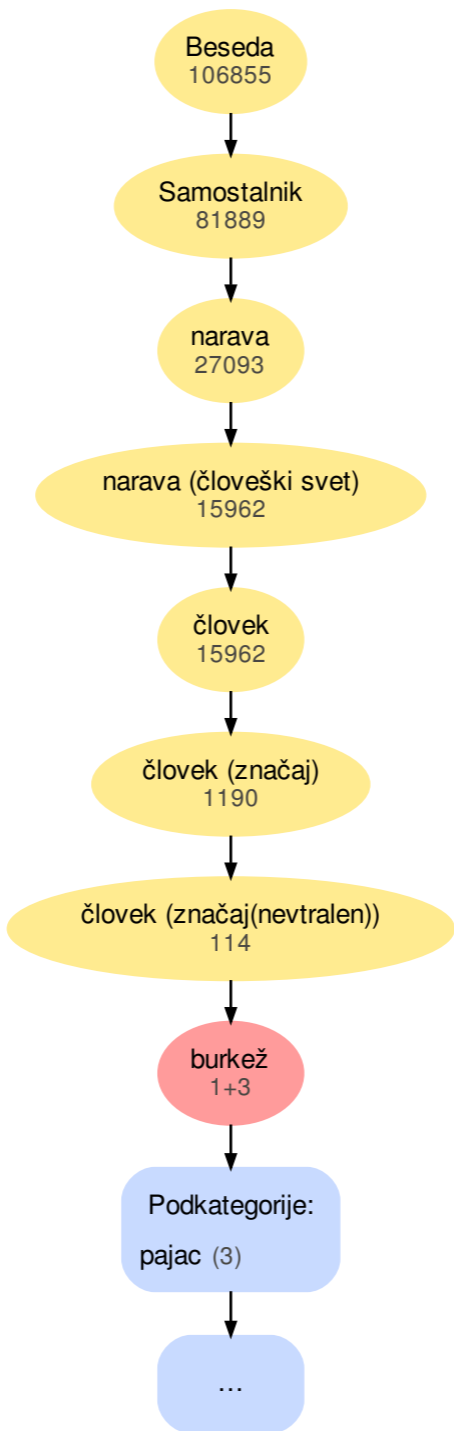 Beseda
106855
Samostalnik
81889
narava
27093
narava (človeški svet)
15962
človek
15962
človek (značaj)
1190
človek (značaj(nevtralen))
114
burkež
1+3
Podkategorije:
pajac (3)
...